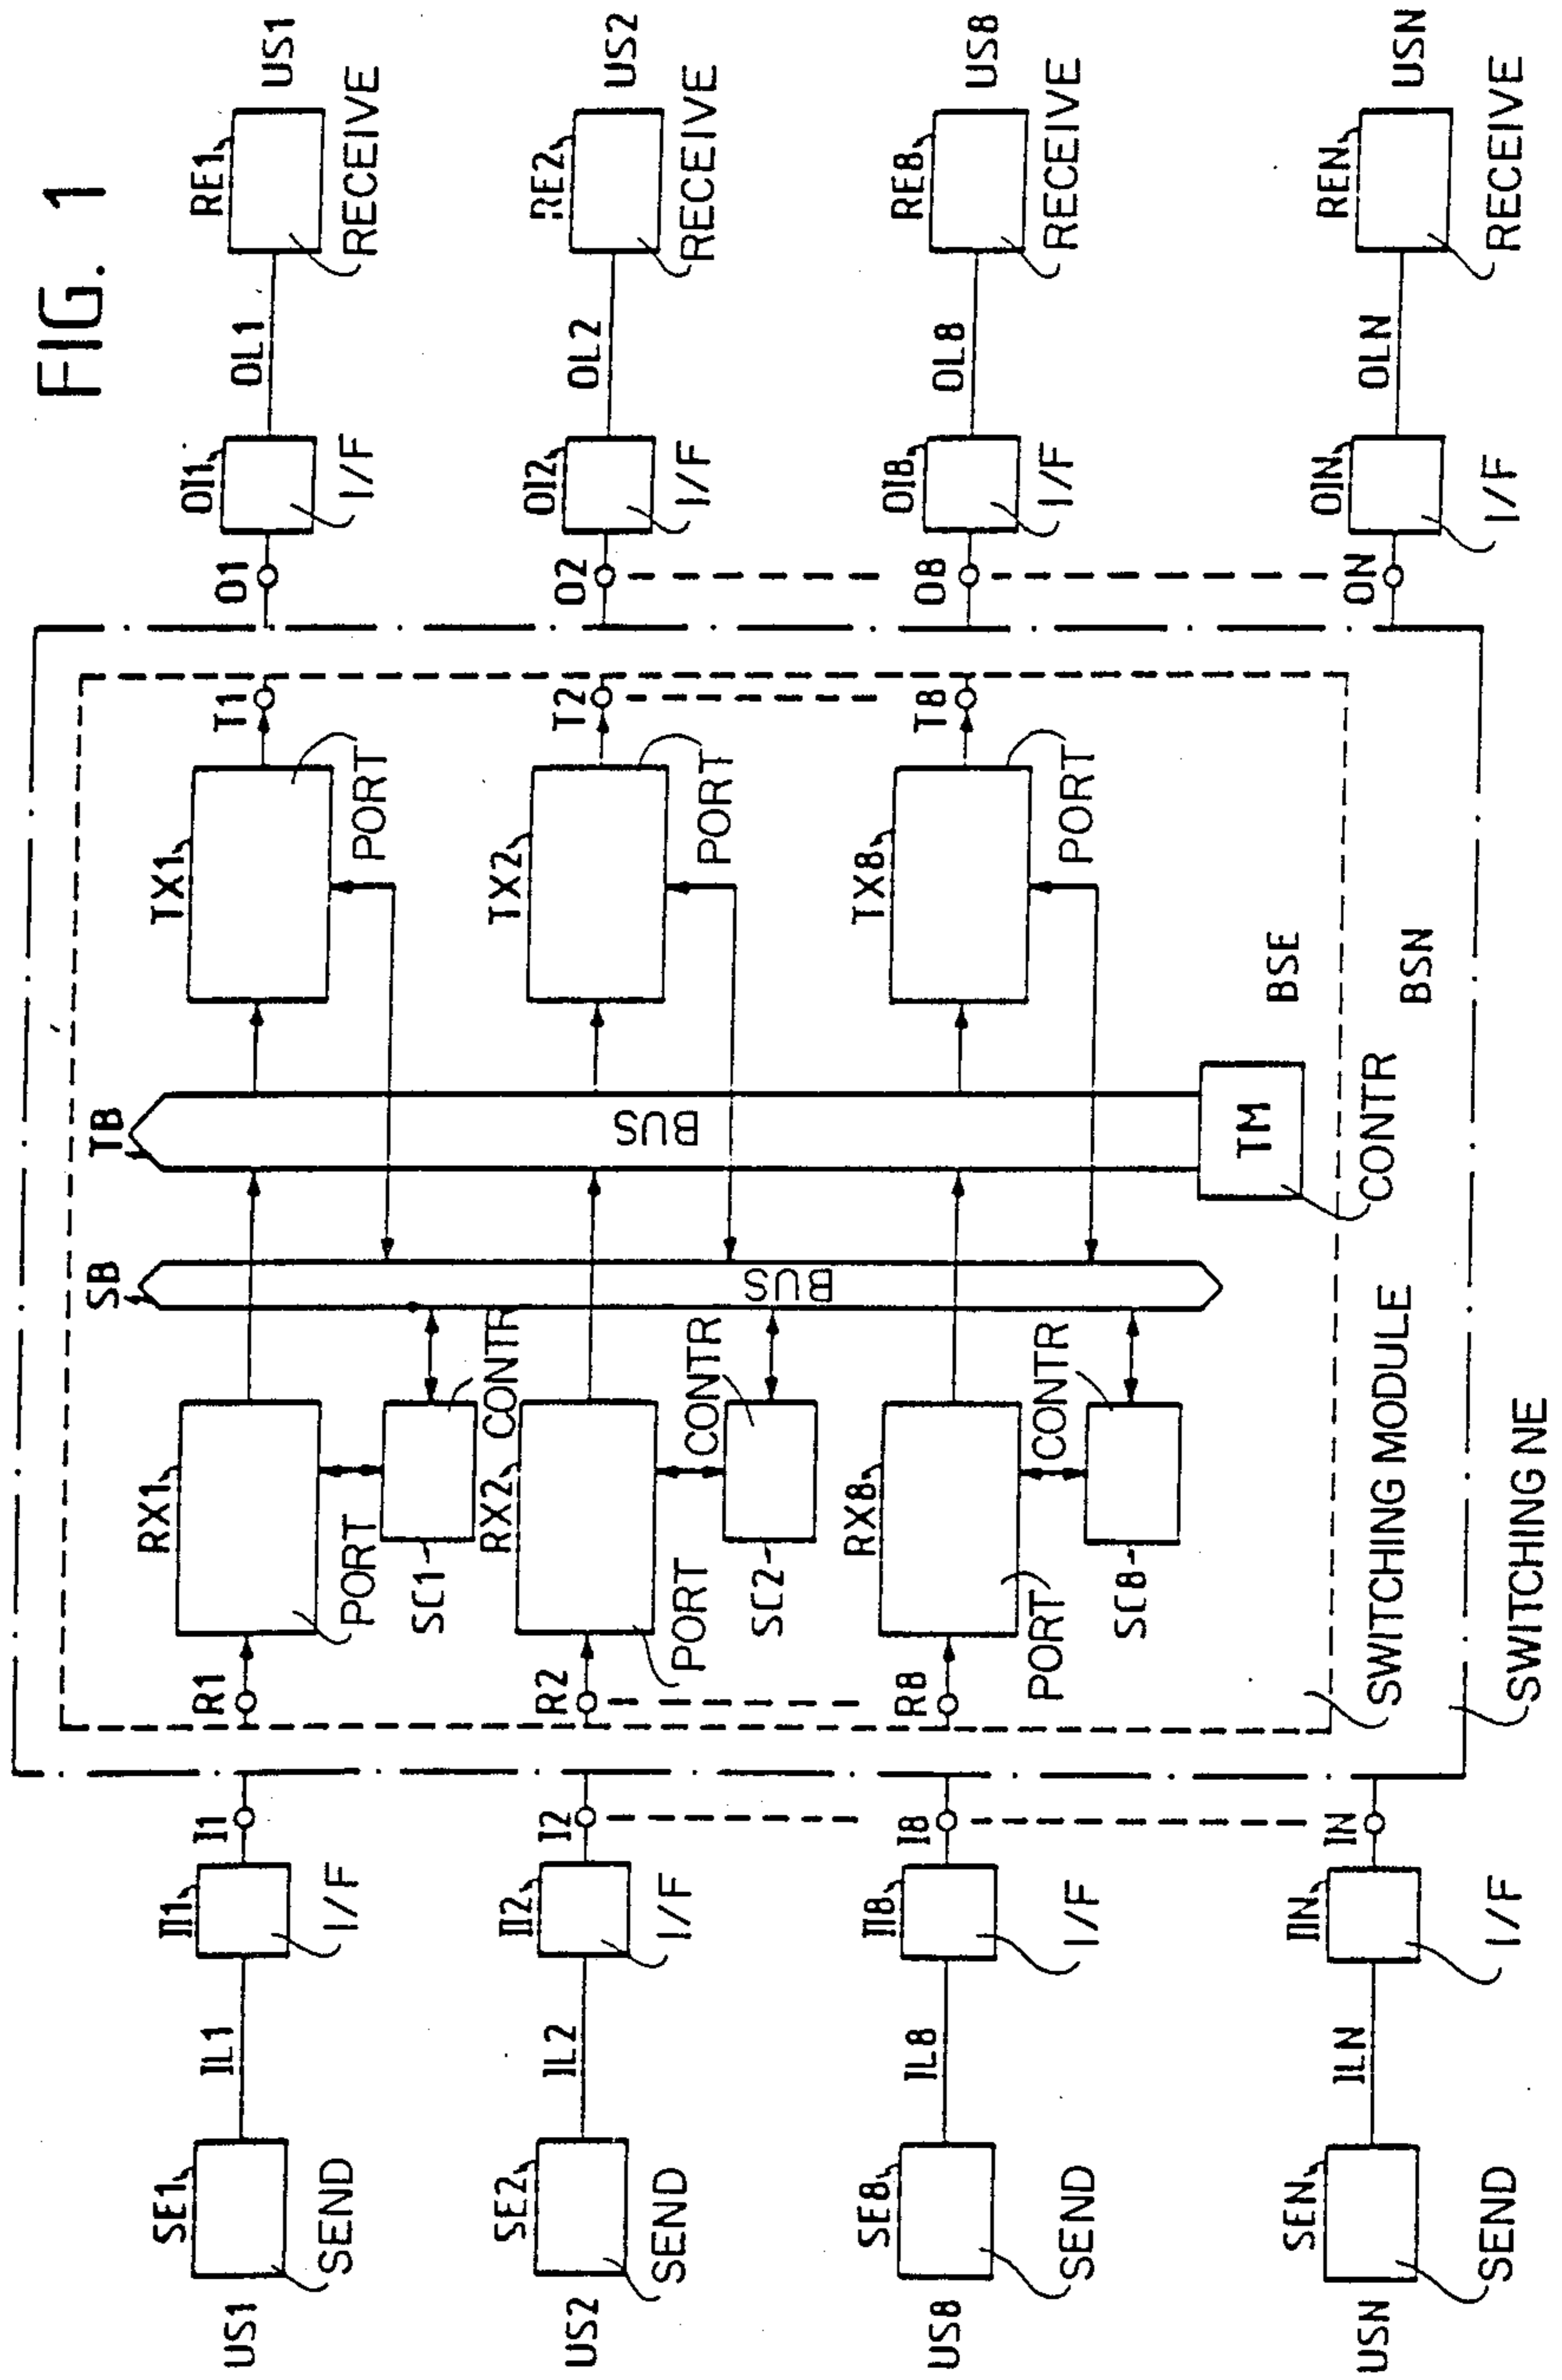 FIG. 1
US1
SE1
SEND
IL1
II1
I/F
I1
R1
RX1
PORT
SC1
CONTR
SB
BUS
TB
BUS
TX1
PORT
T1
O1
OI1
I/F
OL1
RE1
RECEIVE
US1
US2
SE2
SEND
IL2
II2
I/F
I2
R2
RX2
PORT
SC2
CONTR
TX2
PORT
T2
O2
OI2
I/F
OL2
RE2
RECEIVE
US2
US8
SE8
SEND
IL8
II8
I/F
I8
R8
RX8
PORT
SC8
CONTR
TX8
PORT
T8
O8
OI8
I/F
OL8
RE8
RECEIVE
US8
TM
CONTR
BSE
BSN
SWITCHING MODULE
SWITCHING NE
USN
SEN
SEND
ILN
IIN
I/F
IN
ON
OIN
I/F
OLN
REN
RECEIVE
USN